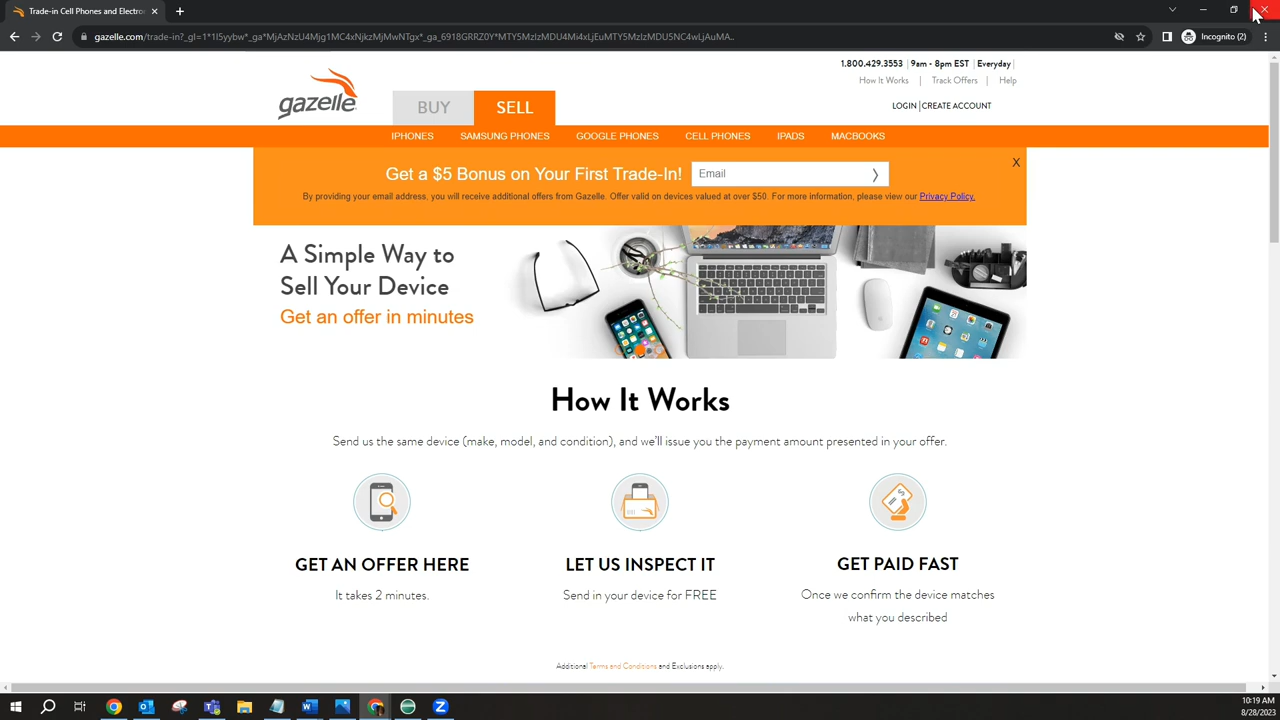 Trade-in Cell Phones and Electro
gazelle.com/trade-in?_gl=1*1l5yybw*_ga*MjAzNzU4Mjg1MC4xNjkzMjMwNTgx*_ga_6918GRRZ0Y*MTY5MzIzMDU4Mi4xLjEuMTY5MzIzMDU5NC4wLjAuMA..
Incognito (2)
1.800.429.3553 | 9am - 8pm EST | Everyday |
How It Works | Track Offers | Help
gazelle
BUY
SELL
LOGIN | CREATE ACCOUNT
IPHONES SAMSUNG PHONES GOOGLE PHONES CELL PHONES IPADS MACBOOKS
Get a $5 Bonus on Your First Trade-In! Email
X
By providing your email address, you will receive additional offers from Gazelle. Offer valid on devices valued at over $50. For more information, please view our Privacy Policy.
A Simple Way to
Sell Your Device
Get an offer in minutes
How It Works
Send us the same device (make, model, and condition), and we'll issue you the payment amount presented in your offer.
GET AN OFFER HERE
It takes 2 minutes.
LET US INSPECT IT
Send in your device for FREE
GET PAID FAST
Once we confirm the device matches
what you described
Additional Terms and Conditions and Exclusions apply.
10:19 AM
8/28/2023